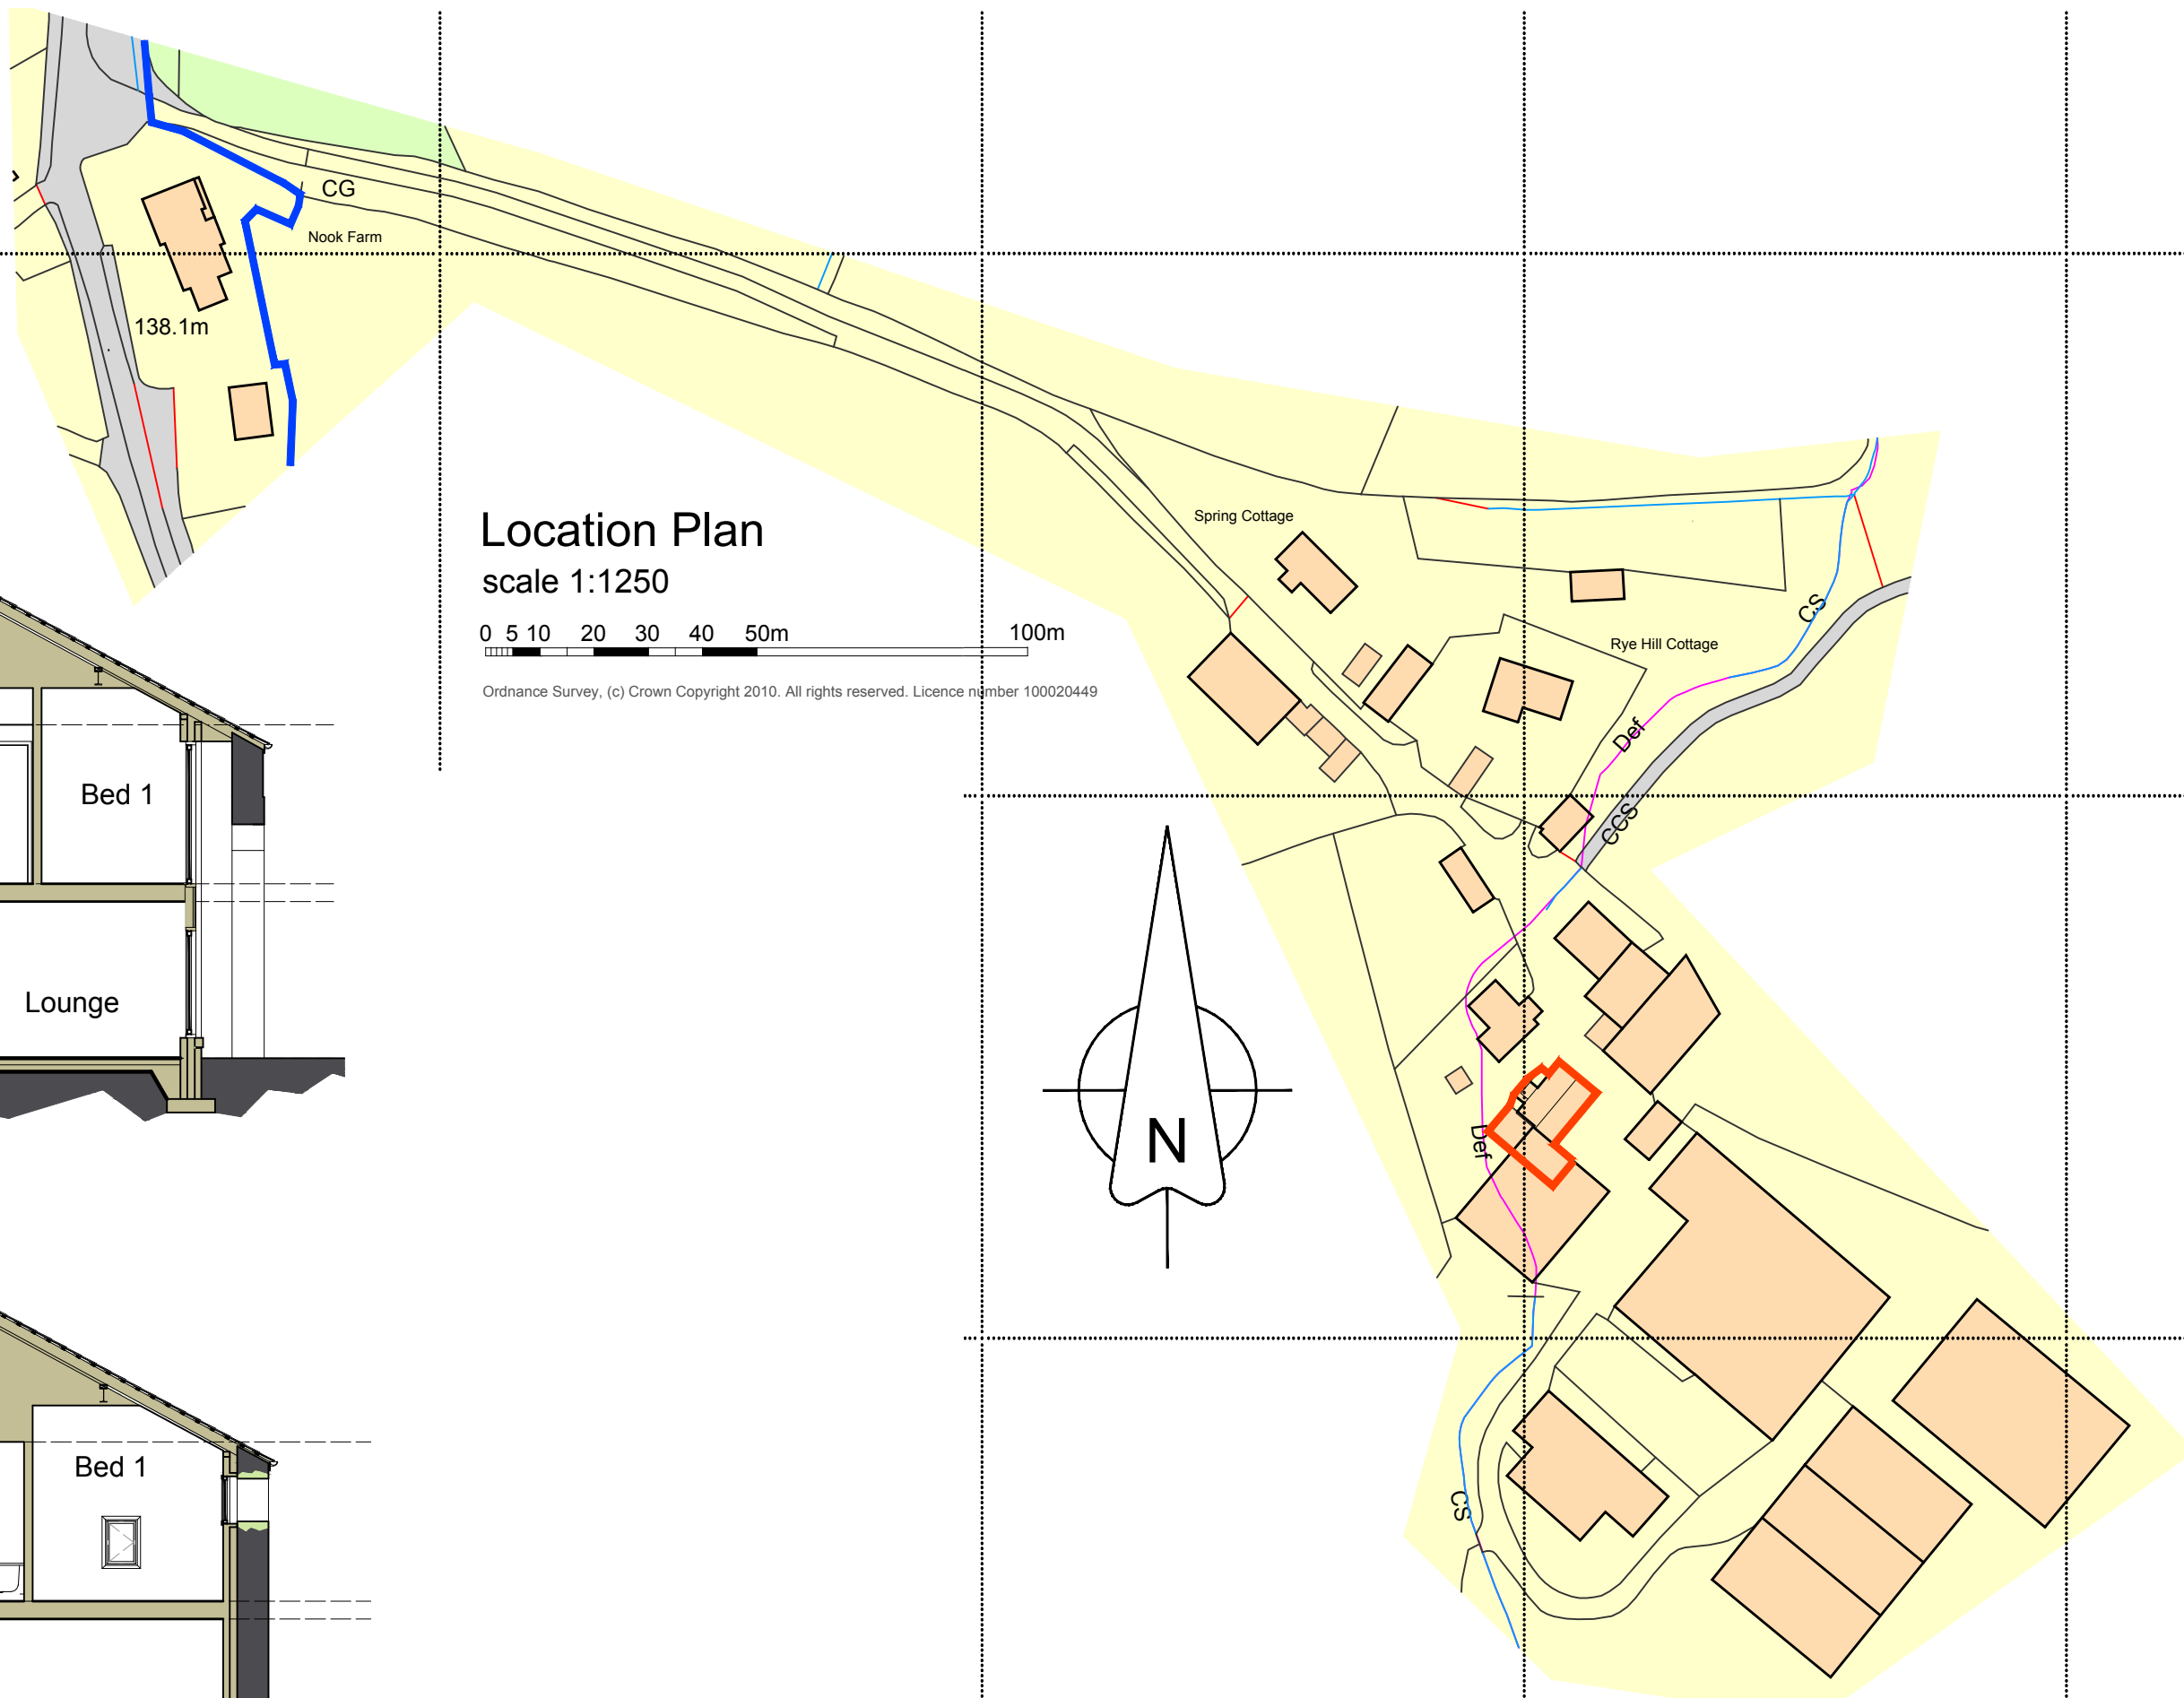 CG
Nook Farm
138.1m
Location Plan
scale 1:1250
0 5 10 20 30 40 50m 100m
Ordnance Survey, (c) Crown Copyright 2010. All rights reserved. Licence number 100020449
Spring Cottage
Rye Hill Cottage
CS
Def
CCS
Bed 1
Lounge
N
Def
Bed 1
CS